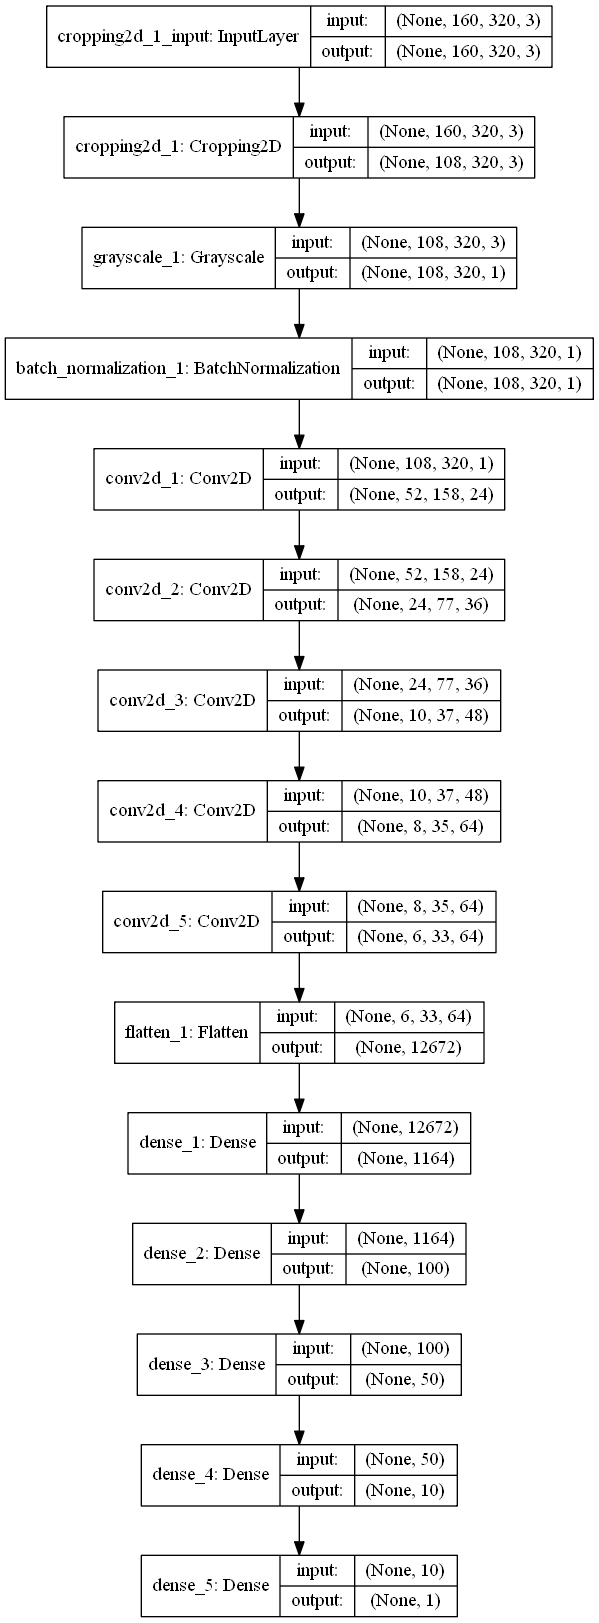 cropping2d_1_input: InputLayer
input: (None, 160, 320, 3)
output: (None, 160, 320, 3)
cropping2d_1: Cropping2D
input: (None, 160, 320, 3)
output: (None, 108, 320, 3)
grayscale_1: Grayscale
input: (None, 108, 320, 3)
output: (None, 108, 320, 1)
batch_normalization_1: BatchNormalization
input: (None, 108, 320, 1)
output: (None, 108, 320, 1)
conv2d_1: Conv2D
input: (None, 108, 320, 1)
output: (None, 52, 158, 24)
conv2d_2: Conv2D
input: (None, 52, 158, 24)
output: (None, 24, 77, 36)
conv2d_3: Conv2D
input: (None, 24, 77, 36)
output: (None, 10, 37, 48)
conv2d_4: Conv2D
input: (None, 10, 37, 48)
output: (None, 8, 35, 64)
conv2d_5: Conv2D
input: (None, 8, 35, 64)
output: (None, 6, 33, 64)
flatten_1: Flatten
input: (None, 6, 33, 64)
output: (None, 12672)
dense_1: Dense
input: (None, 12672)
output: (None, 1164)
dense_2: Dense
input: (None, 1164)
output: (None, 100)
dense_3: Dense
input: (None, 100)
output: (None, 50)
dense_4: Dense
input: (None, 50)
output: (None, 10)
dense_5: Dense
input: (None, 10)
output: (None, 1)